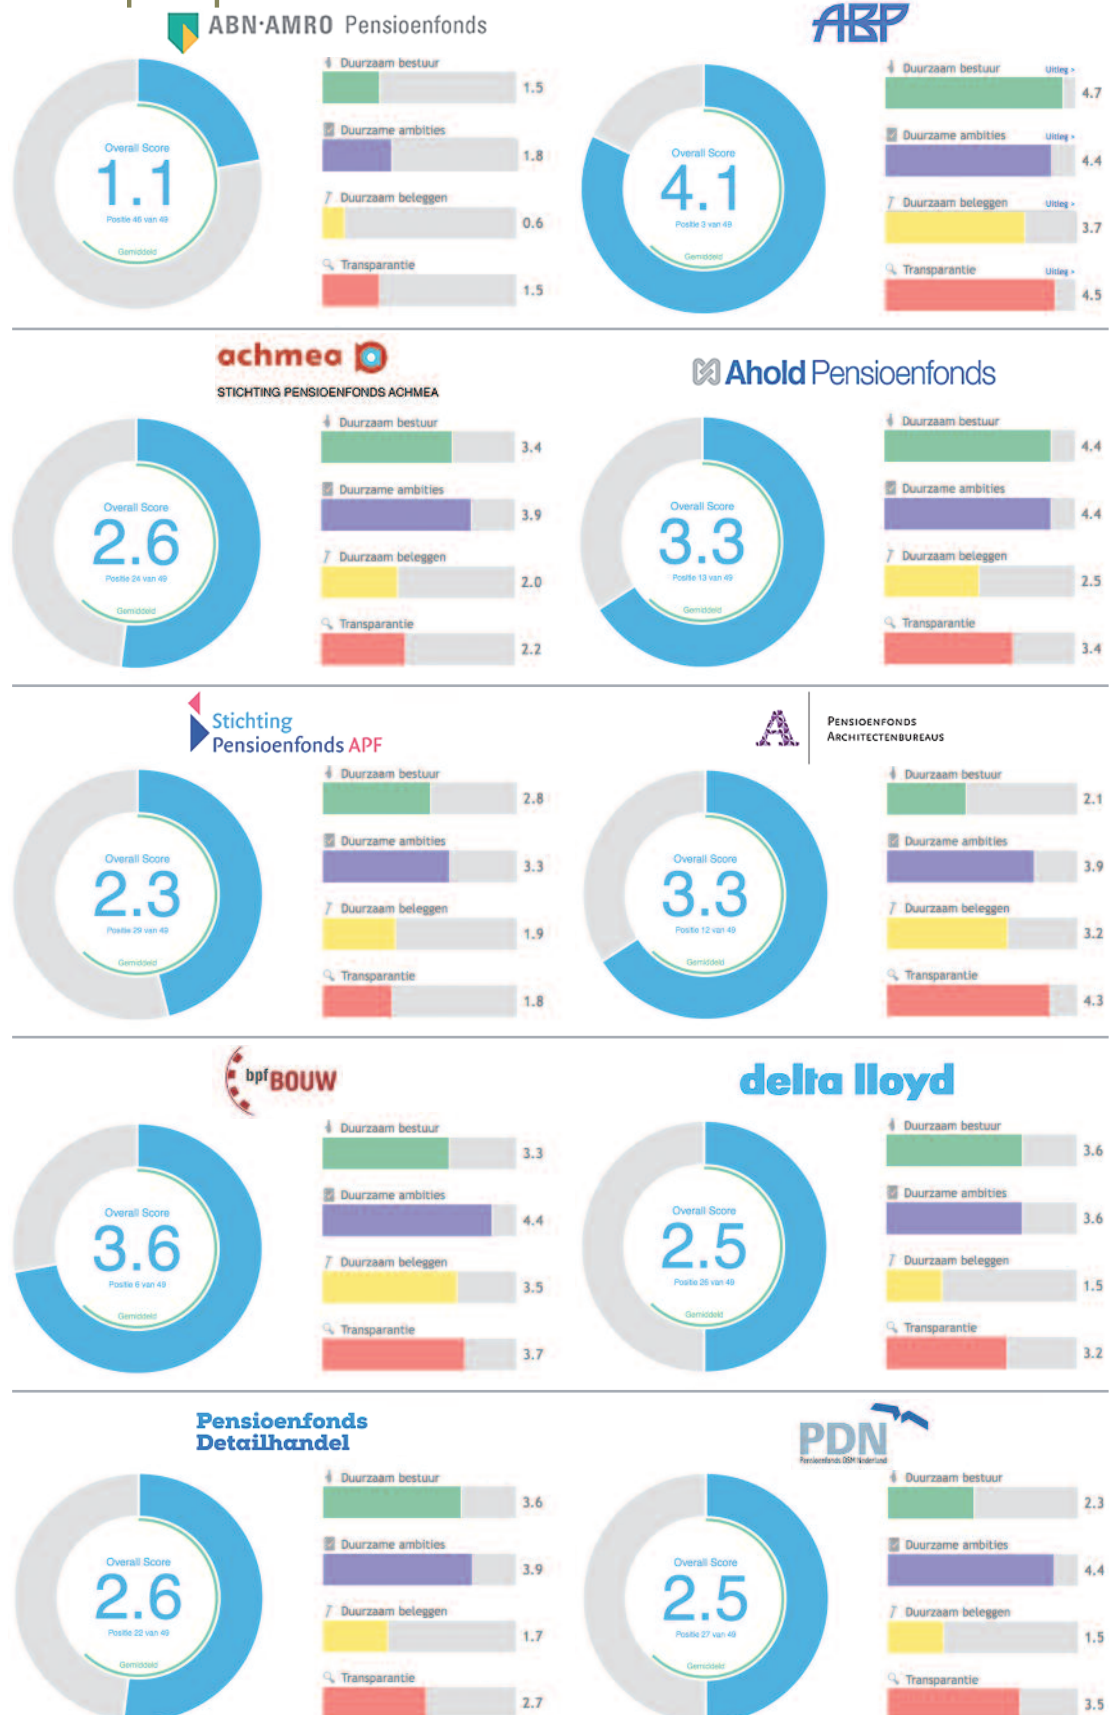 ABN·AMRO Pensioenfonds
Duurzaam bestuur
1.5
Duurzame ambities
1.8
Duurzaam beleggen
0.6
Transparantie
1.5
Overall Score
1.1
Positie 46 van 49
Gemiddeld
ABP
Duurzaam bestuur
Uitleg >
4.7
Duurzame ambities
Uitleg >
4.4
Duurzaam beleggen
Uitleg >
3.7
Transparantie
Uitleg >
4.5
Overall Score
4.1
Positie 3 van 49
Gemiddeld
achmea
STICHTING PENSIOENFONDS ACHMEA
Duurzaam bestuur
3.4
Duurzame ambities
3.9
Duurzaam beleggen
2.0
Transparantie
2.2
Overall Score
2.6
Positie 24 van 49
Gemiddeld
Ahold Pensioenfonds
Duurzaam bestuur
4.4
Duurzame ambities
4.4
Duurzaam beleggen
2.5
Transparantie
3.4
Overall Score
3.3
Positie 13 van 49
Gemiddeld
Stichting
Pensioenfonds APF
Duurzaam bestuur
2.8
Duurzame ambities
3.3
Duurzaam beleggen
1.9
Transparantie
1.8
Overall Score
2.3
Positie 29 van 49
Gemiddeld
A
PENSIOENFONDS
ARCHITECTENBUREAUS
Duurzaam bestuur
2.1
Duurzame ambities
3.9
Duurzaam beleggen
3.2
Transparantie
4.3
Overall Score
3.3
Positie 12 van 49
Gemiddeld
bpfBOUW
Duurzaam bestuur
3.3
Duurzame ambities
4.4
Duurzaam beleggen
3.5
Transparantie
3.7
Overall Score
3.6
Positie 6 van 49
Gemiddeld
delta lloyd
Duurzaam bestuur
3.6
Duurzame ambities
3.6
Duurzaam beleggen
1.5
Transparantie
3.2
Overall Score
2.5
Positie 26 van 49
Gemiddeld
Pensioenfonds
Detailhandel
Duurzaam bestuur
3.6
Duurzame ambities
3.9
Duurzaam beleggen
1.7
Transparantie
2.7
Overall Score
2.6
Positie 22 van 49
Gemiddeld
PDN
Pensioenfonds DSM Nederland
Duurzaam bestuur
2.3
Duurzame ambities
4.4
Duurzaam beleggen
1.5
Transparantie
3.5
Overall Score
2.5
Positie 27 van 49
Gemiddeld